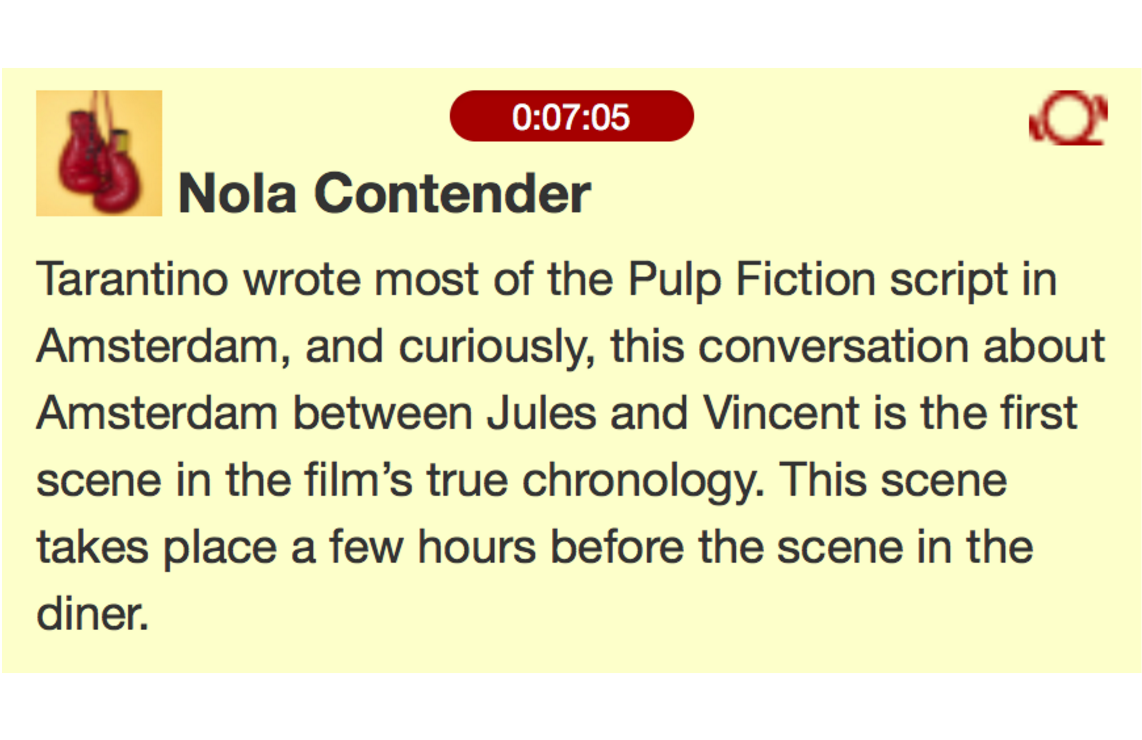 0:07:05
Nola Contender
Tarantino wrote most of the Pulp Fiction script in
Amsterdam, and curiously, this conversation about
Amsterdam between Jules and Vincent is the first
scene in the film’s true chronology. This scene
takes place a few hours before the scene in the
diner.